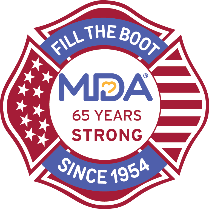 FILL THE BOOT
MDA®
65 YEARS
STRONG
SINCE 1954